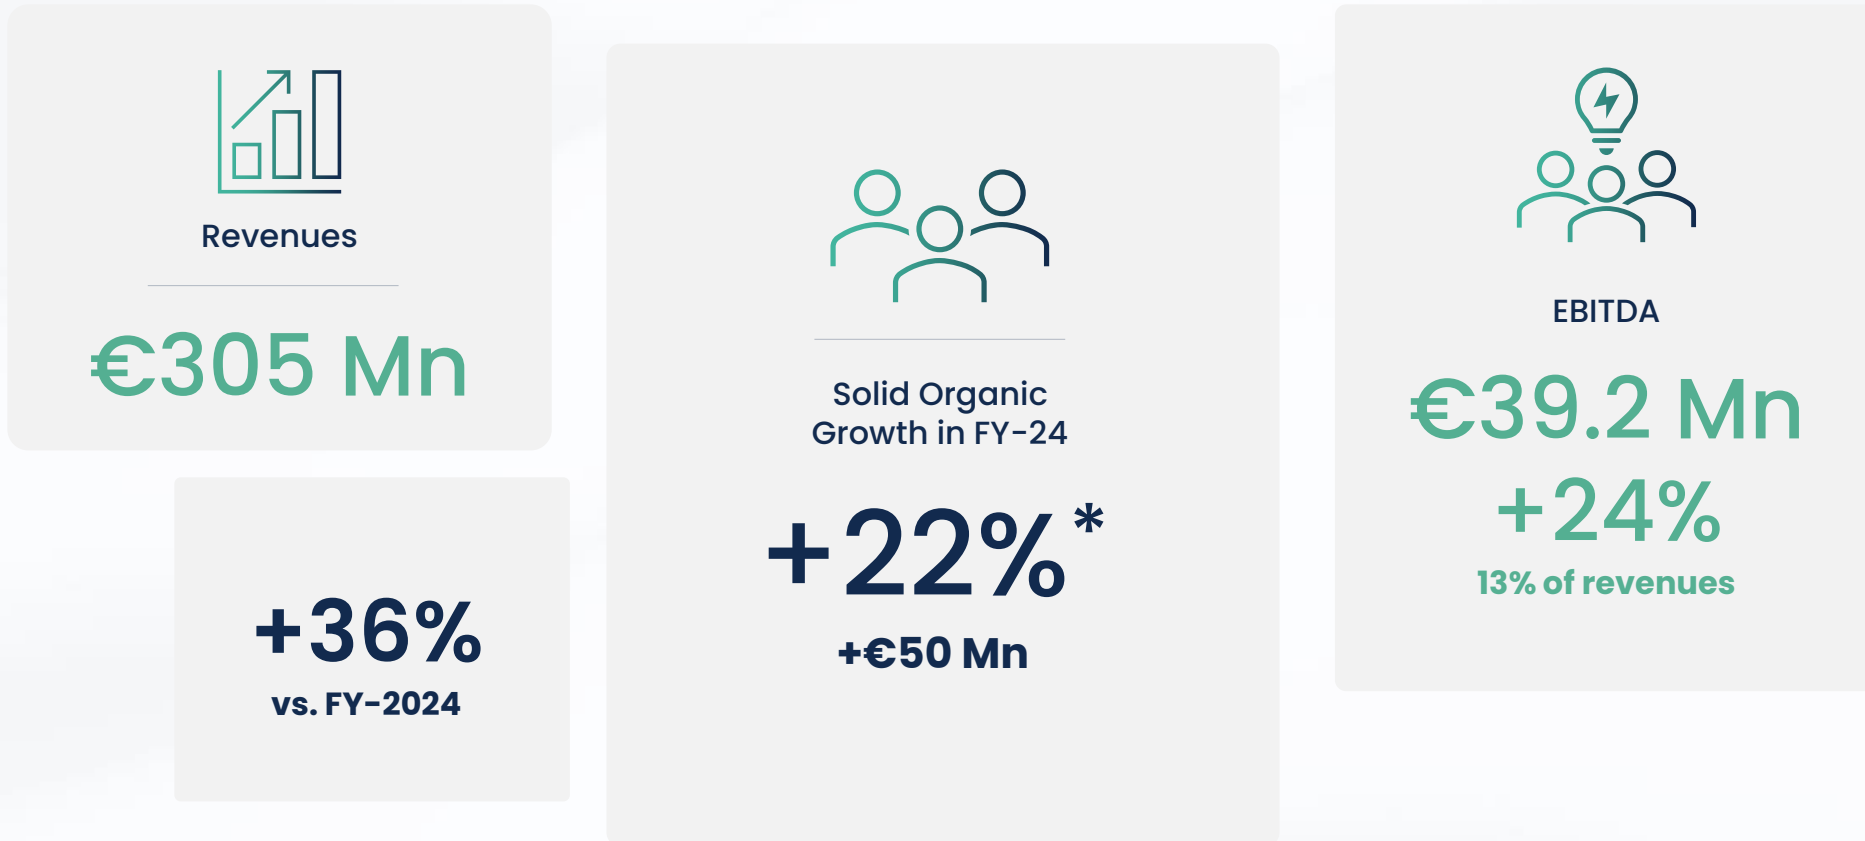 Revenues
€305 Mn
+36%
vs. FY-2024
Solid Organic
Growth in FY-24
+22%*
+€50 Mn
EBITDA
€39.2 Mn
+24%
13% of revenues